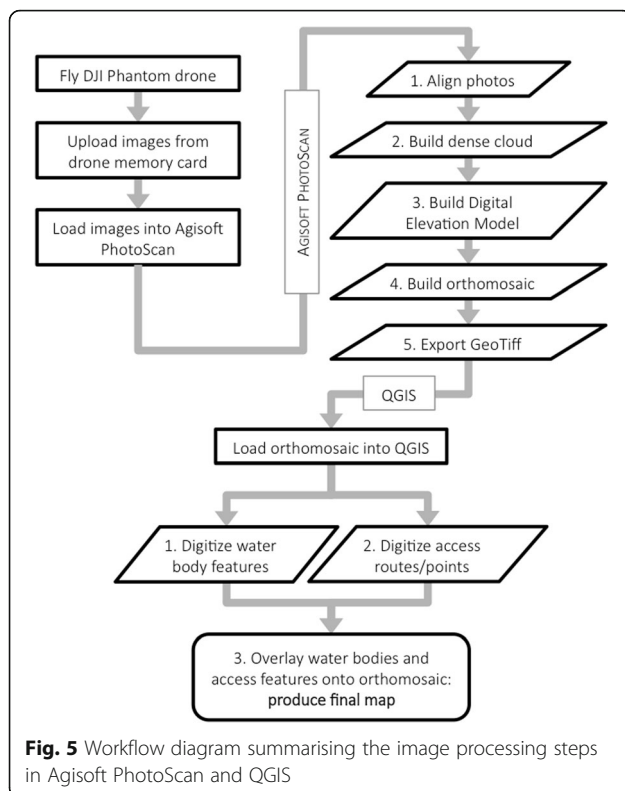 Fly DJI Phantom drone
Upload images from
drone memory card
Load images into Agisoft
PhotoScan
AGISOFT PHOTOSCAN
1. Align photos
2. Build dense cloud
3. Build Digital
Elevation Model
4. Build orthomosaic
5. Export GeoTiff
QGIS
Load orthomosaic into QGIS
1. Digitize water
body features
2. Digitize access
routes/points
3. Overlay water bodies and
access features onto orthomosaic:
produce final map
Fig. 5 Workflow diagram summarising the image processing steps
in Agisoft PhotoScan and QGIS